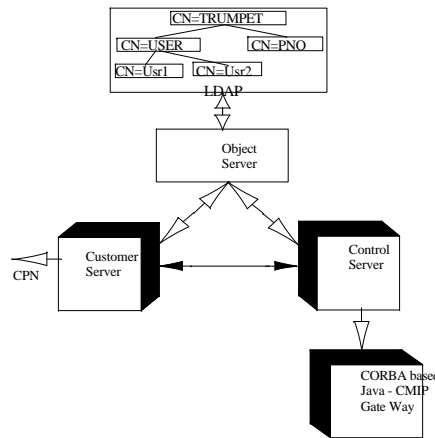 CN=TRUMPET
CN=USER
CN=PNO
CN=Usr1
CN=Usr2
LDAP
Object
Server
Customer
Server
Control
Server
CPN
CORBA based
Java - CMIP
Gate Way